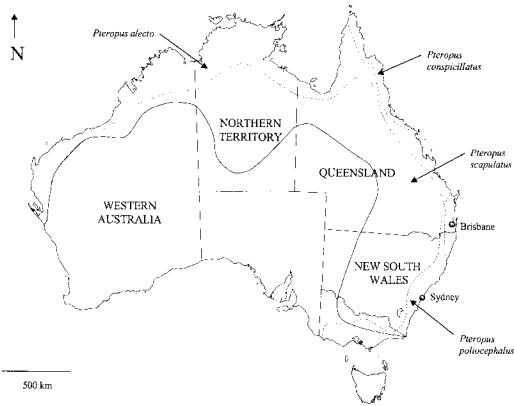 N
Pteropus alecto
Pteropus
conspicillatus
NORTHERN
TERRITORY
Pteropus
scapulatus
QUEENSLAND
WESTERN
AUSTRALIA
Brisbane
NEW SOUTH
WALES
Sydney
Pteropus
poliocephalus
500 km